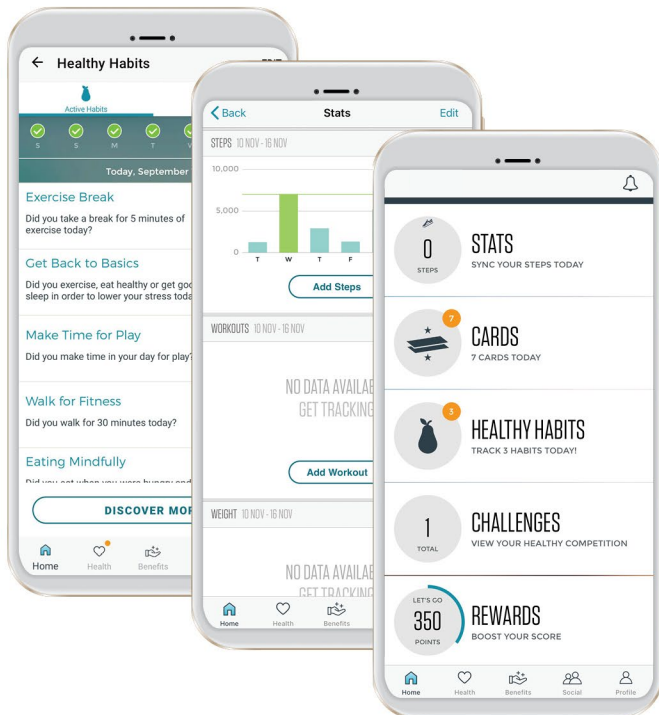 Healthy Habits
Active Habits
S S M T
Today, September
Exercise Break
Did you take a break for 5 minutes of
exercise today?
Get Back to Basics
Did you exercise, eat healthy or get
sleep in order to lower your stress
Make Time for Play
Did you make time in your day for play?
Walk for Fitness
Did you walk for 30 minutes today?
Eating Mindfully
DISCOVER
Home Health Benefits
Back Stats Edit
STEPS 10 NOV - 16 NOV
10,000
5,000
0
T W T F
Add Steps
WORKOUTS 10 NOV - 16 NOV
NO DATA
GET TRACKING
Add Workout
WEIGHT 10 NOV - 16 NOV
NO DATA
GET TRACKING
Home Health Benefits
0
STEPS
STATS
SYNC YOUR STEPS TODAY
7
CARDS
7 CARDS TODAY
3
HEALTHY HABITS
TRACK 3 HABITS TODAY!
1
TOTAL
CHALLENGES
VIEW YOUR HEALTHY COMPETITION
LET'S GO
350
POINTS
REWARDS
BOOST YOUR SCORE
Home Health Benefits Social Profile